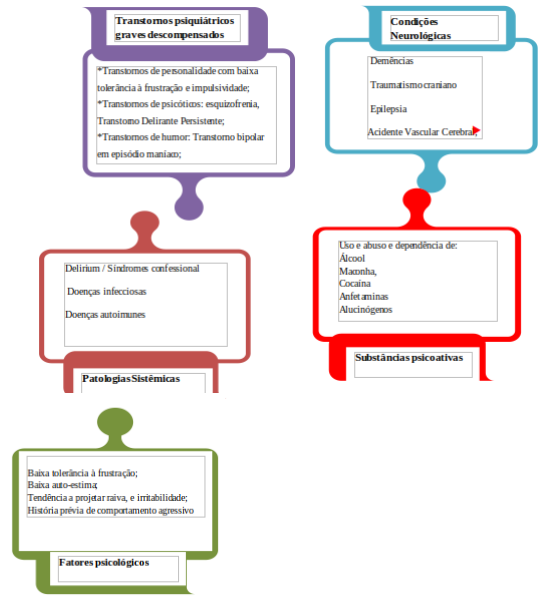 Transtornos psiquiátricos
graves descompensados
*Transtornos de personalidade com baixa
tolerância à frustração e impulsividade;
*Transtornos de psicóticos: esquizofrenia,
Transtorno Delirante Persistente;
*Transtornos de humor: Transtorno bipolar
em episódio maníaco;
Condições
Neurológicas
Demências
Traumatismo craniano
Epilepsia
Acidente Vascular Cerebral;
Delirium / Síndromes confessional
Doenças infecciosas
Doenças autoimunes
Patologias Sistêmicas
Uso e abuso e dependência de:
Álcool
Maconha,
Cocaína
Anfetaminas
Alucinógenos
Substâncias psicoativas
Baixa tolerância à frustração;
Baixa auto-estima;
Tendência a projetar raiva, e irritabilidade;
História prévia de comportamento agressivo
Fatores psicológicos